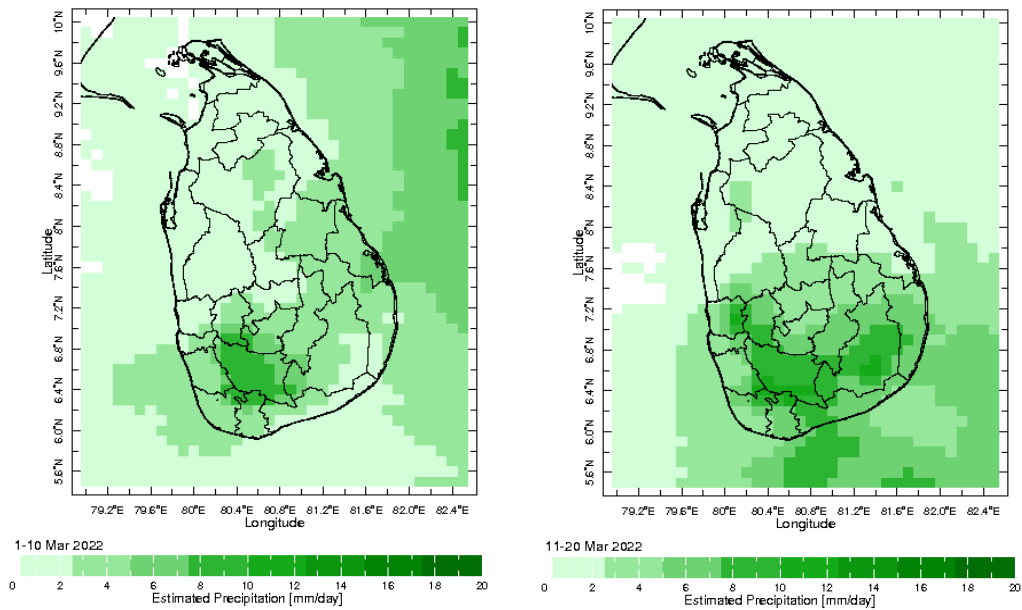 10°N
9.6°N
9.2°N
8.8°N
8.4°N
8°N
7.6°N
7.2°N
6.8°N
6.4°N
6.0°N
5.6°N
Latitude
79.2°E 79.6°E 80°E 80.4°E 80.8°E 81.2°E 81.6°E 82.0°E 82.4°E
Longitude
1-10 Mar 2022
0 2 4 6 8 10 12 14 16 18 20
Estimated Precipitation [mm/day]
10°N
9.6°N
9.2°N
8.8°N
8.4°N
8°N
7.6°N
7.2°N
6.8°N
6.4°N
6.0°N
5.6°N
Latitude
79.2°E 79.6°E 80°E 80.4°E 80.8°E 81.2°E 81.6°E 82.0°E 82.4°E
Longitude
11-20 Mar 2022
0 2 4 6 8 10 12 14 16 18 20
Estimated Precipitation [mm/day]